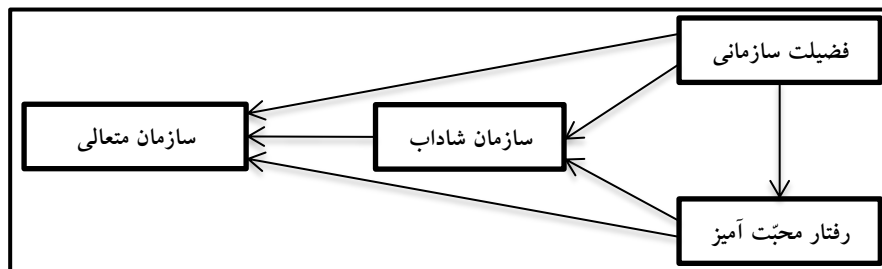 فضیلت سازمانی
سازمان شاداب
سازمان متعالی
رفتار محبّت آمیز